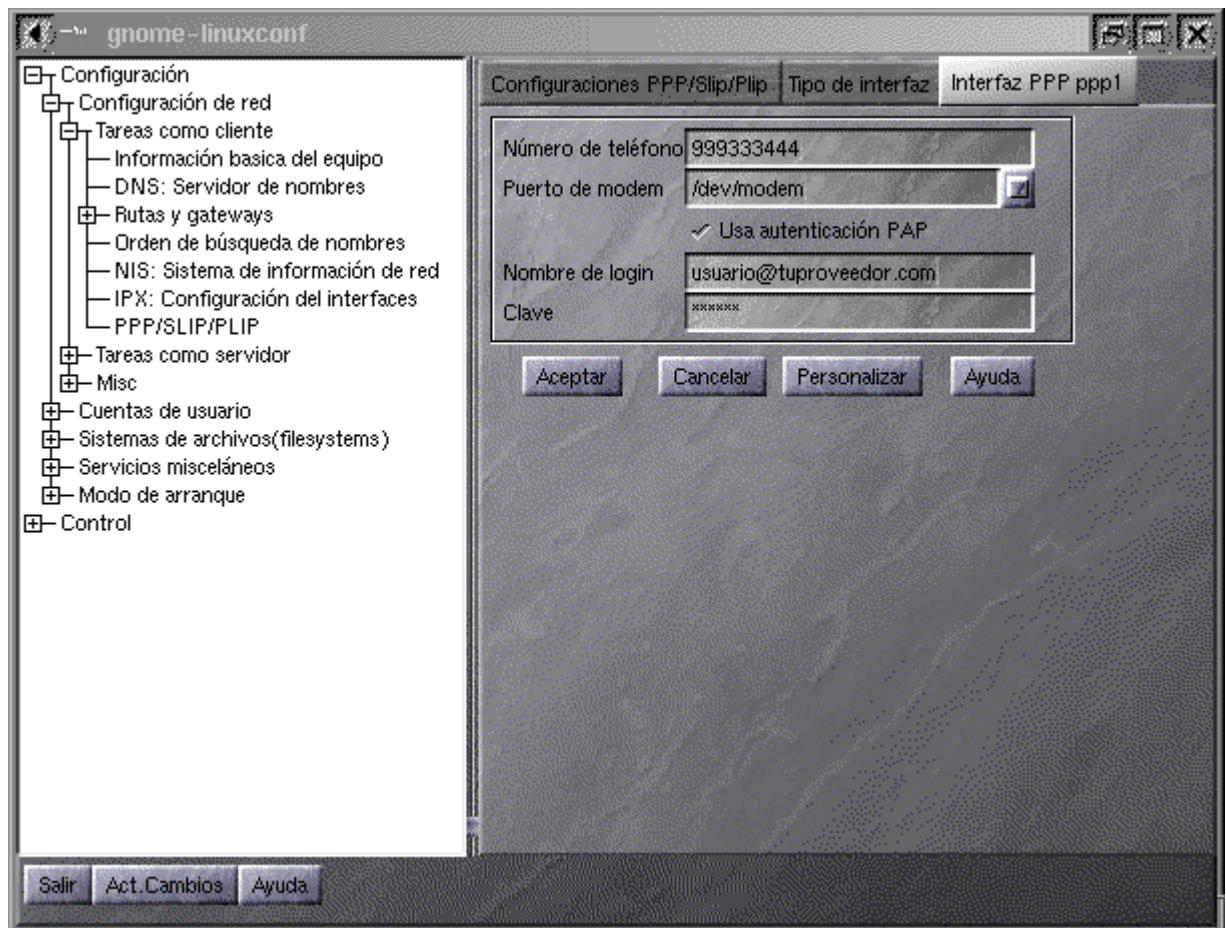 gnome-linuxconf
Configuración
Configuración de red
Tareas como cliente
Información basica del equipo
DNS: Servidor de nombres
Rutas y gateways
Orden de búsqueda de nombres
NIS: Sistema de información de red
IPX: Configuración del interfaces
PPP/SLIP/PLIP
Tareas como servidor
Misc
Cuentas de usuario
Sistemas de archivos(filesystems)
Servicios misceláneos
Modo de arranque
Control
Configuraciones PPP/Slip/Plip Tipo de interfaz Interfaz PPP ppp1
Número de teléfono 999333444
Puerto de modem /dev/modem
Usa autenticación PAP
Nombre de login usuario@tuproveedor.com
Clave ******
Aceptar Cancelar Personalizar Ayuda
Salir Act.Cambios Ayuda